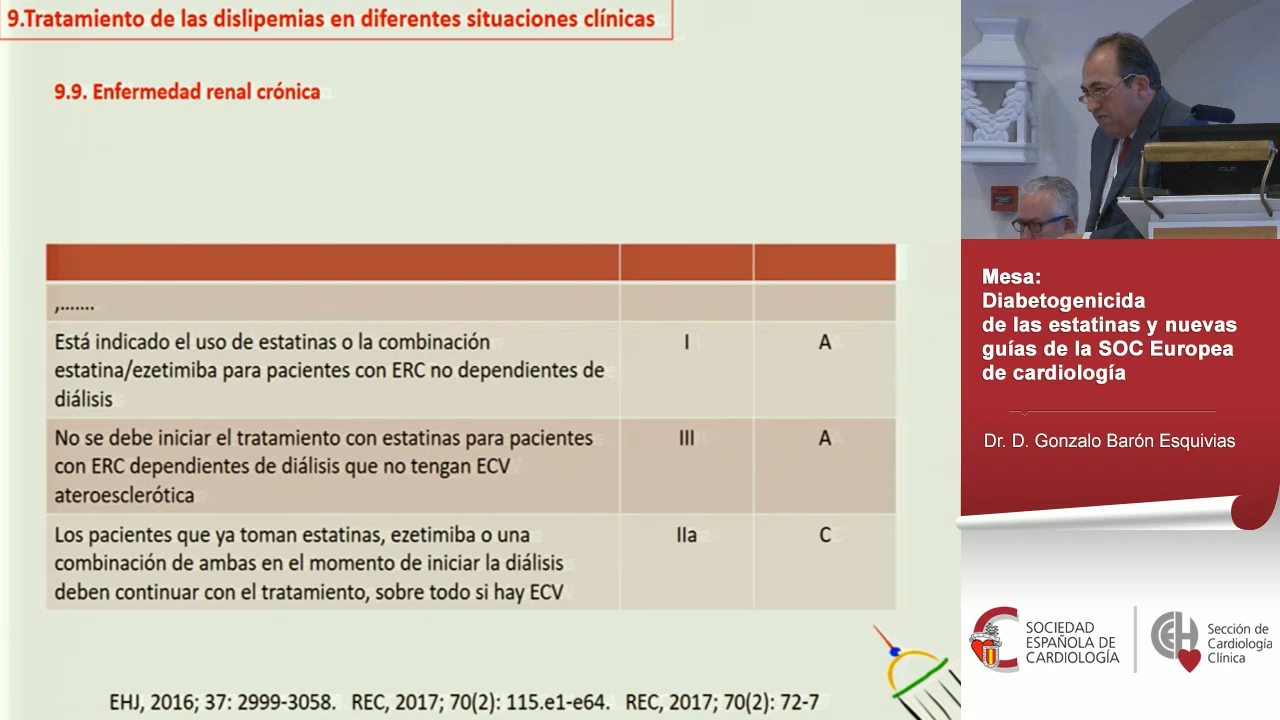 9.Tratamiento de las dislipemias en diferentes situaciones clínicas
9.9. Enfermedad renal crónica
,.......
Está indicado el uso de estatinas o la combinación
estatina/ezetimiba para pacientes con ERC no dependientes de
diálisis
I
A
No se debe iniciar el tratamiento con estatinas para pacientes
con ERC dependientes de diálisis que no tengan ECV
ateroesclerótica
III
A
Los pacientes que ya toman estatinas, ezetimiba o una
combinación de ambas en el momento de iniciar la diálisis
deben continuar con el tratamiento, sobre todo si hay ECV
IIa
C
EHJ, 2016; 37: 2999-3058. REC, 2017; 70(2): 115.e1-e64. REC, 2017; 70(2): 72-7
Mesa:
Diabetogenicida
de las estatinas y nuevas
guías de la SOC Europea
de cardiología
Dr. D. Gonzalo Barón Esquivias
SOCIEDAD
ESPAÑOLA DE
CARDIOLOGÍA
Sección de
Cardiología
Clínica